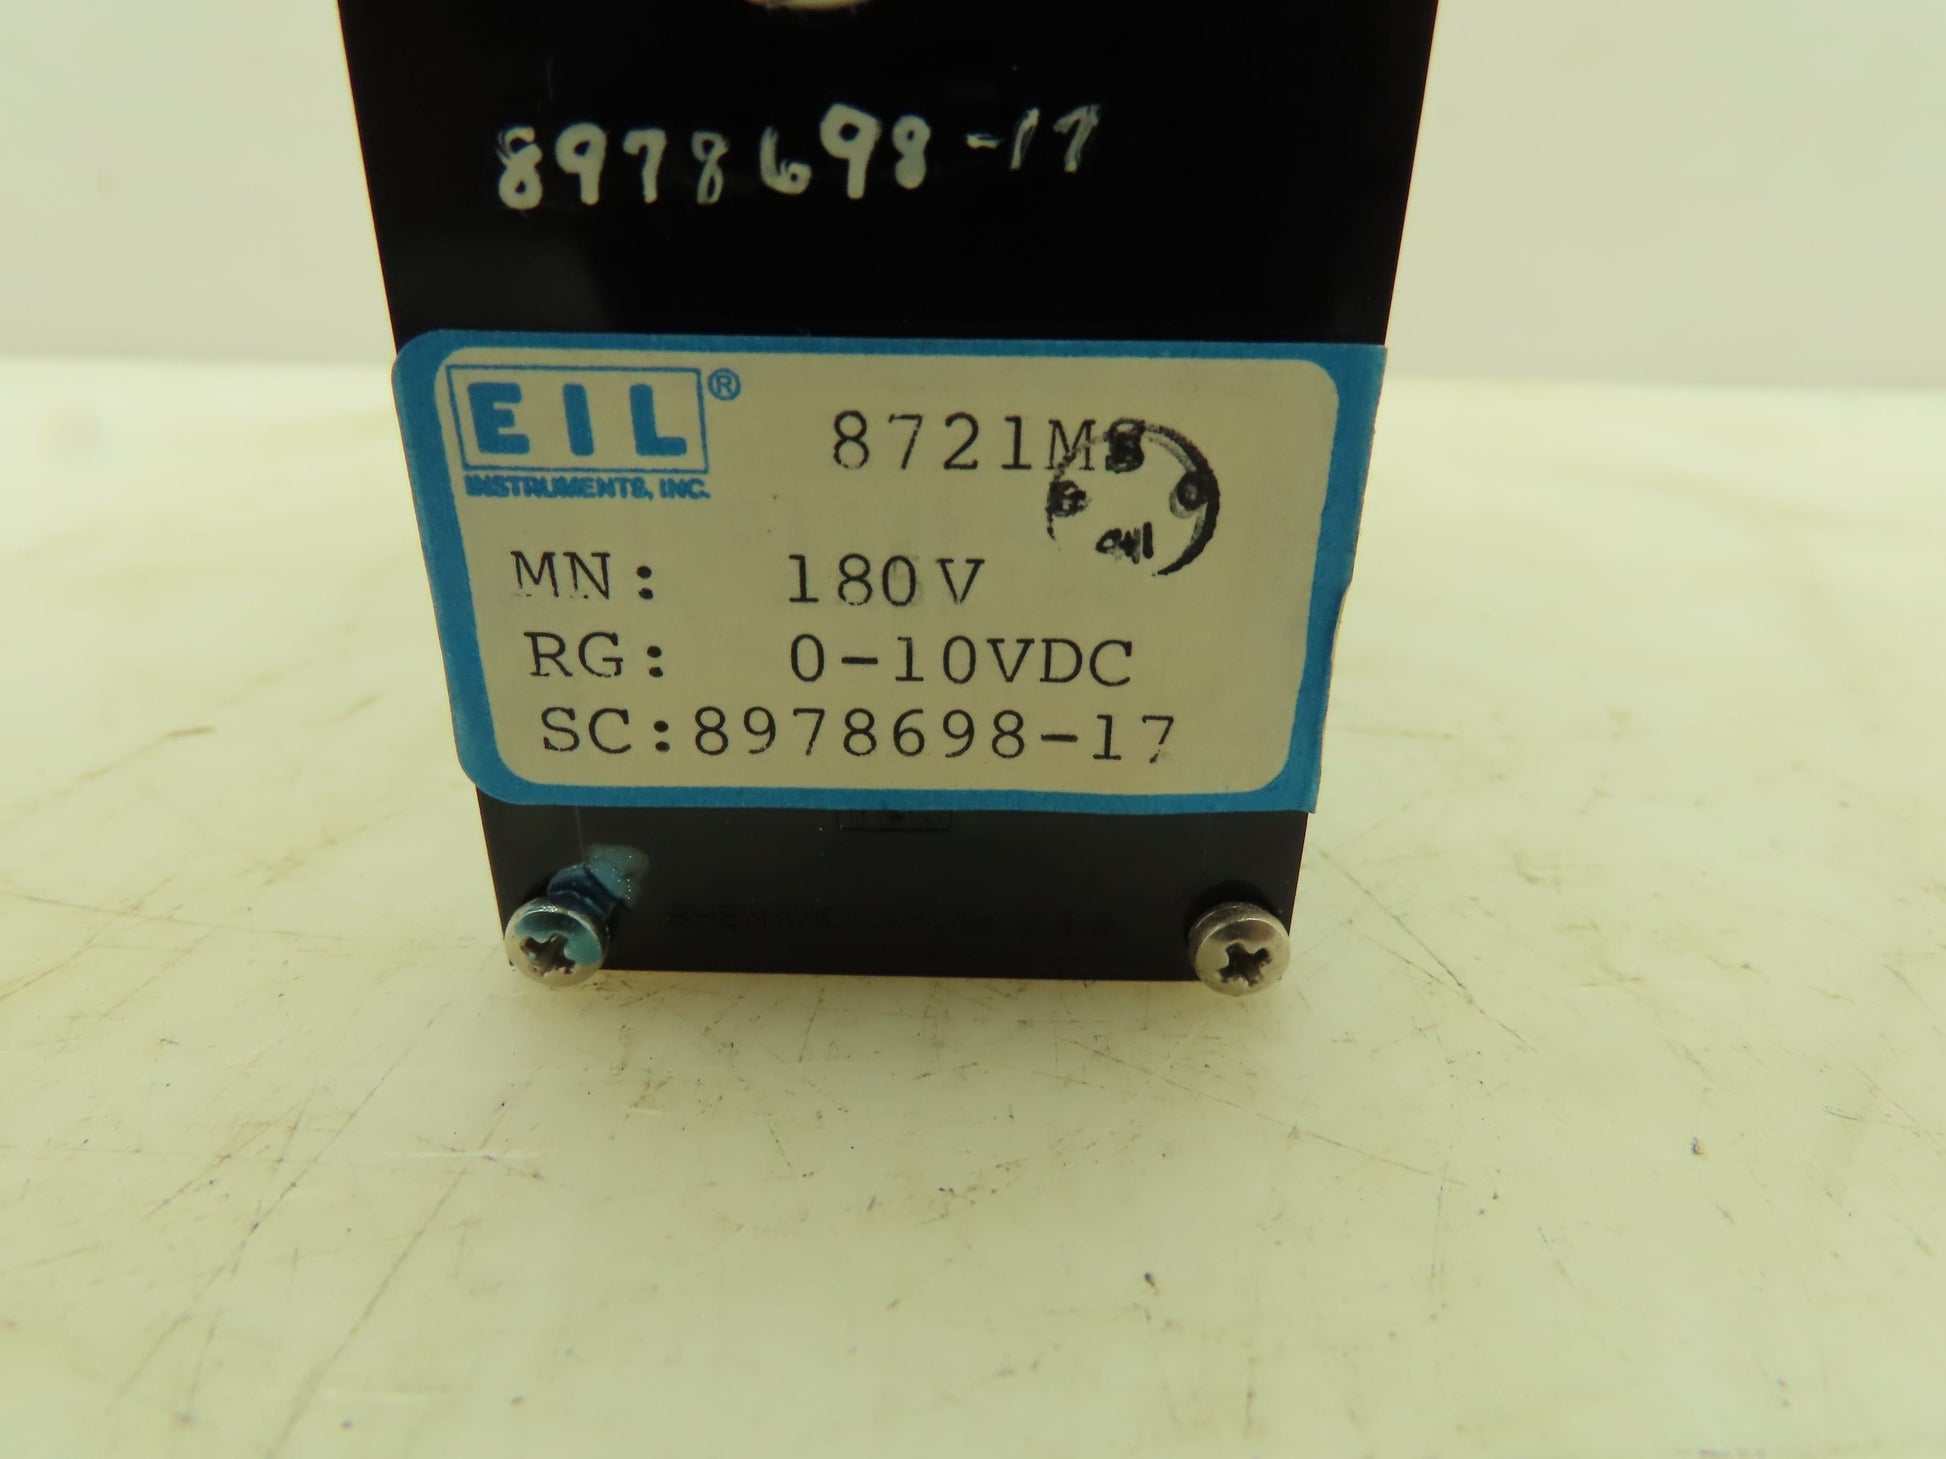 8978698-17
EIL®
INSTRUMENTS, INC.
8721MS
MN: 180V
RG: 0-10VDC
SC:8978698-17